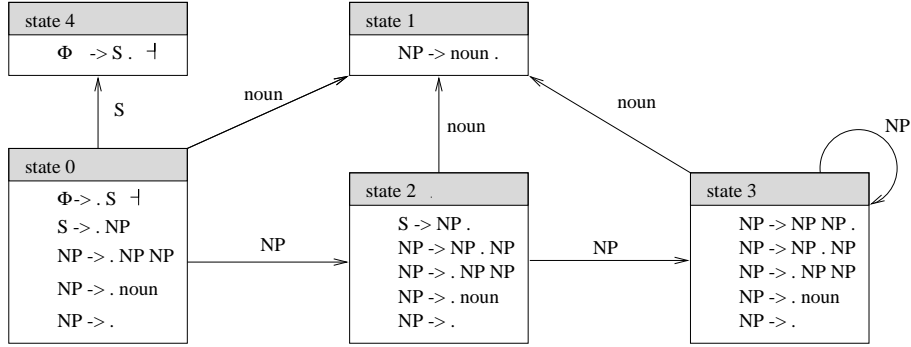 state 4
Φ -> S . ⊣
state 1
NP -> noun .
S
noun
noun
noun
NP
state 0
Φ-> . S ⊣
S -> . NP
NP -> . NP NP
NP -> . noun
NP -> .
NP
state 2
S -> NP .
NP -> NP . NP
NP -> . NP NP
NP -> . noun
NP -> .
NP
state 3
NP -> NP NP .
NP -> NP . NP
NP -> . NP NP
NP -> . noun
NP -> .